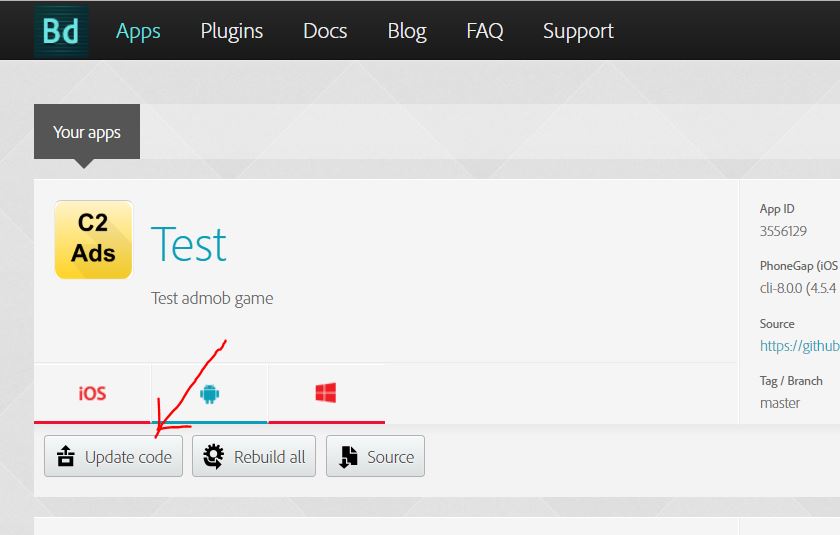 Bd Apps Plugins Docs Blog FAQ Support
Your apps
C2
Ads
Test
Test admob game
App ID
3556129
PhoneGap (iOS
cli-8.0.0 (4.5.4
Source
https://github
Tag / Branch
master
iOS
Update code Rebuild all Source